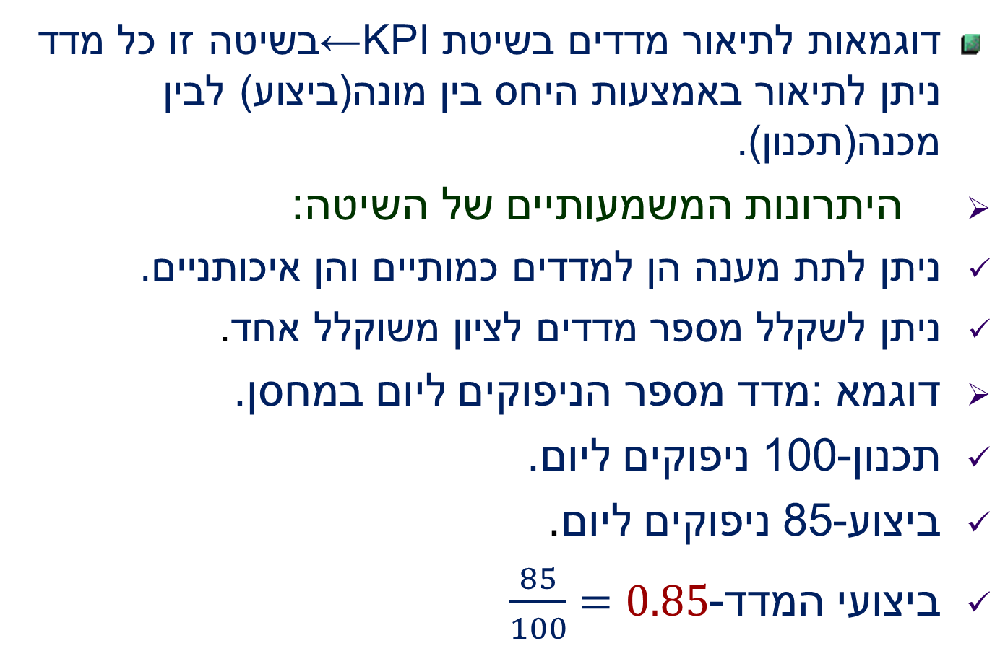 דוגמאות לתיאור מדדים בשיטת KPI←בשיטה זו כל מדד
ניתן לתיאור באמצעות היחס בין מונה(ביצוע) לבין
מכנה(תכנון).
היתרונות המשמעותיים של השיטה:
ניתן לתת מענה הן למדדים כמותיים והן איכותניים.
ניתן לשקלל מספר מדדים לציון משוקלל אחד.
דוגמא :מדד מספר הניפוקים ליום במחסן.
תכנון-100 ניפוקים ליום.
ביצוע-85 ניפוקים ליום.
ביצועי המדד-0.85 = 85/100